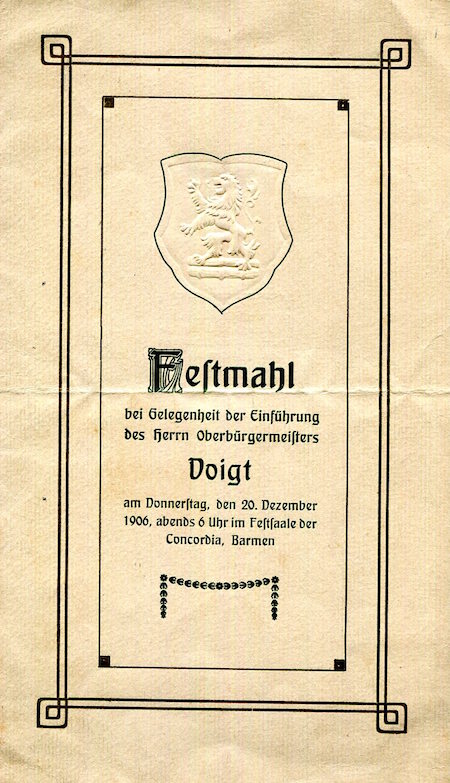 Feſtmahl
bei Gelegenheit der Einführung
des Herrn Oberbürgermeiſters
Voigt
am Donnerſtag, den 20. Dezember
1906, abends 6 Uhr im Feſtſaale der
Concordia, Barmen